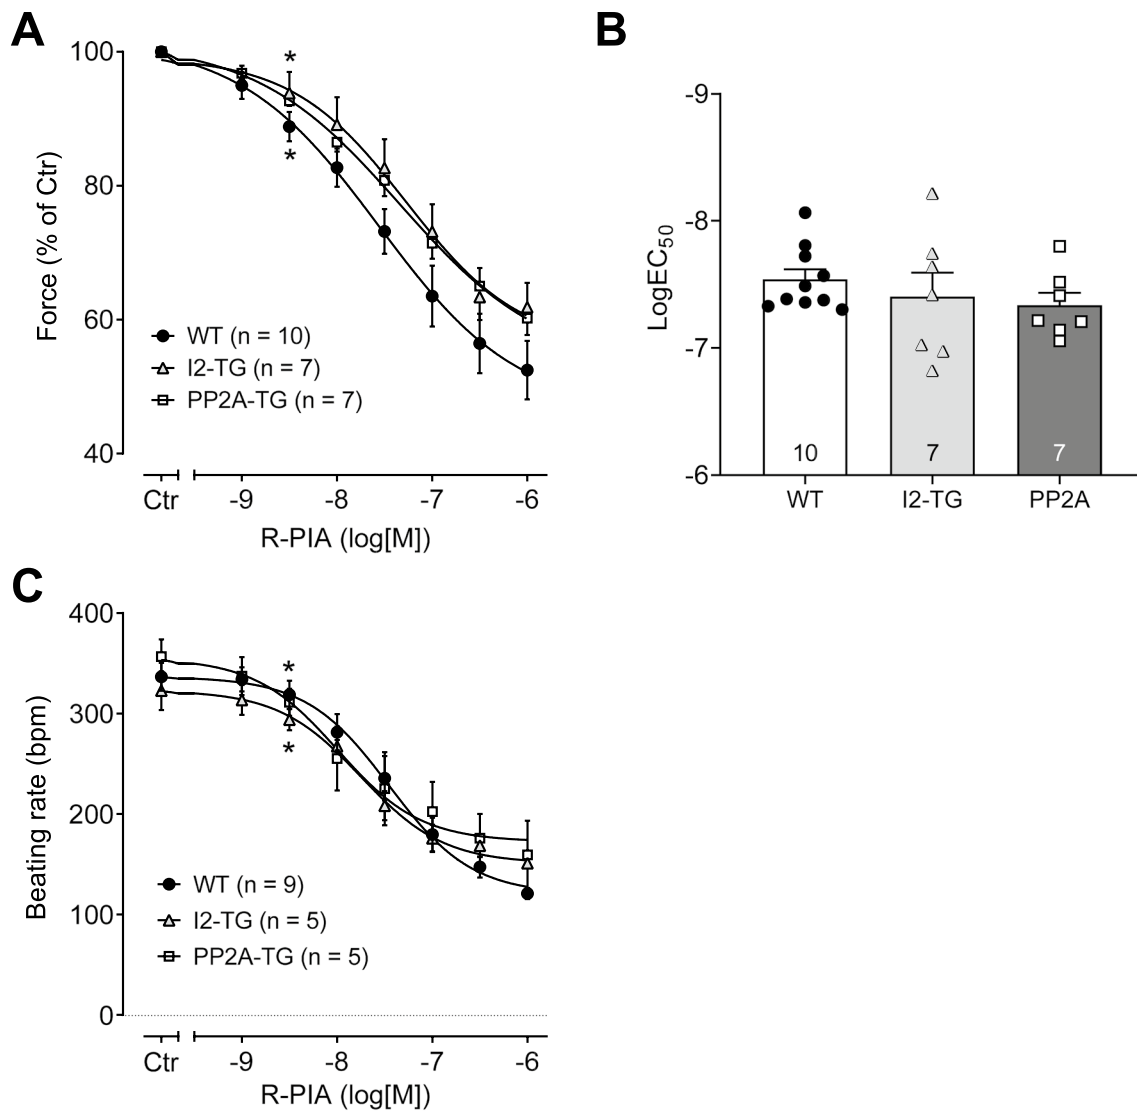 A
100
80
60
40
Force (% of Ctr)
*
*
WT (n = 10)
I2-TG (n = 7)
PP2A-TG (n = 7)
Ctr -9 -8 -7 -6
R-PIA (log[M])
B
-9
-8
-7
-6
LogEC50
10 7 7
WT I2-TG PP2A
C
400
300
200
100
0
Beating rate (bpm)
*
*
WT (n = 9)
I2-TG (n = 5)
PP2A-TG (n = 5)
Ctr -9 -8 -7 -6
R-PIA (log[M])